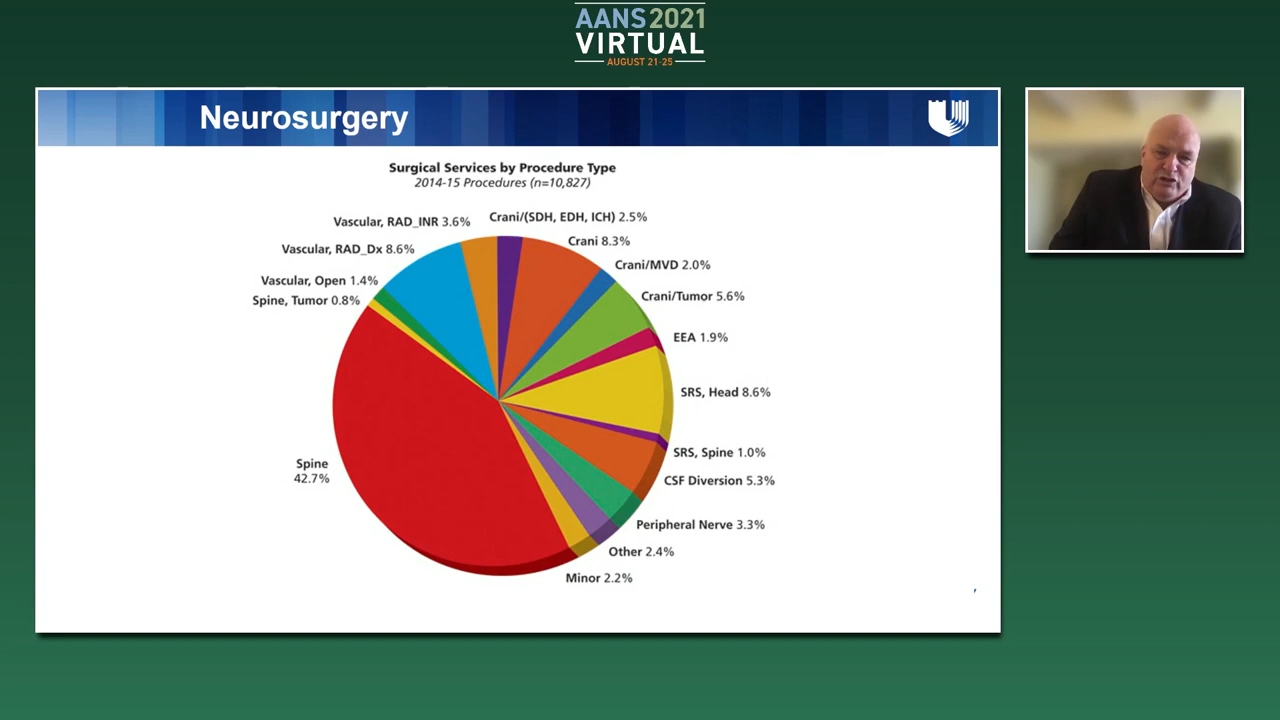 AANS 2021
VIRTUAL
AUGUST 21-25
Neurosurgery
Surgical Services by Procedure Type
2014-15 Procedures (n=10,827)
Vascular, RAD_INR 3.6%
Crani/(SDH, EDH, ICH) 2.5%
Crani 8.3%
Vascular, RAD_Dx 8.6%
Crani/MVD 2.0%
Vascular, Open 1.4%
Crani/Tumor 5.6%
Spine, Tumor 0.8%
EEA 1.9%
SRS, Head 8.6%
SRS, Spine 1.0%
Spine
42.7%
CSF Diversion 5.3%
Peripheral Nerve 3.3%
Other 2.4%
Minor 2.2%